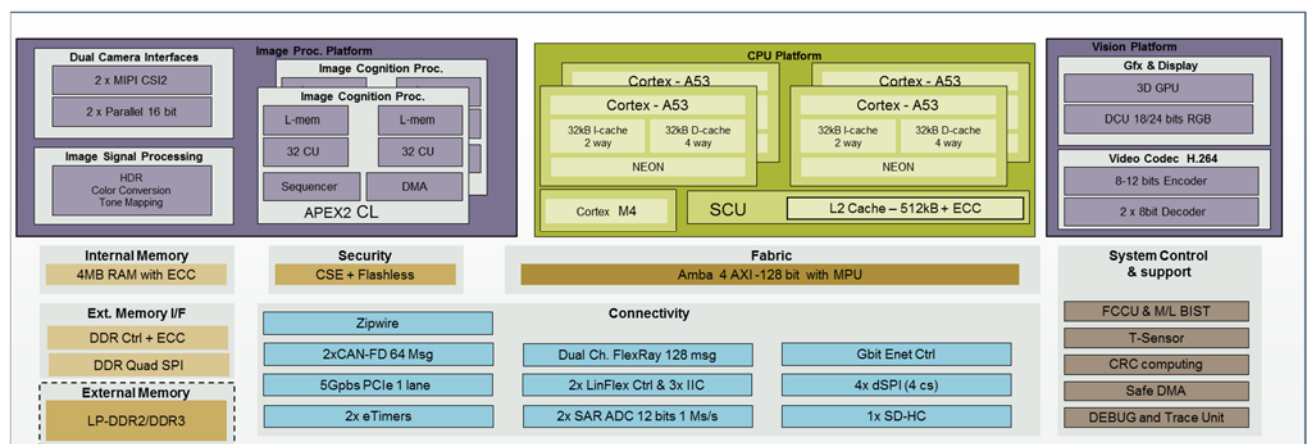 Image Proc. Platform
Dual Camera Interfaces
2 x MIPI CSI2
2 x Parallel 16 bit
Image Signal Processing
HDR
Color Conversion
Tone Mapping
Image Cognition Proc.
Image Cognition Proc.
L-mem
L-mem
32 CU
32 CU
Sequencer
DMA
APEX2 CL
CPU Platform
Cortex - A53
Cortex - A53
Cortex - A53
32kB I-cache
2 way
32kB D-cache
4 way
NEON
Cortex - A53
32kB I-cache
2 way
32kB D-cache
4 way
NEON
Cortex M4
SCU
L2 Cache – 512kB + ECC
Vision Platform
Gfx & Display
3D GPU
DCU 18/24 bits RGB
Video Codec H.264
8-12 bits Encoder
2 x 8bit Decoder
Internal Memory
4MB RAM with ECC
Security
CSE + Flashless
Fabric
Amba 4 AXI -128 bit with MPU
System Control
& support
FCCU & M/L BIST
T-Sensor
CRC computing
Safe DMA
DEBUG and Trace Unit
Ext. Memory I/F
DDR Ctrl + ECC
DDR Quad SPI
External Memory
LP-DDR2/DDR3
Connectivity
Zipwire
2xCAN-FD 64 Msg
Dual Ch. FlexRay 128 msg
Gbit Enet Ctrl
5Gpbs PCIe 1 lane
2x LinFlex Ctrl & 3x IIC
4x dSPI (4 cs)
2x eTimers
2x SAR ADC 12 bits 1 Ms/s
1x SD-HC